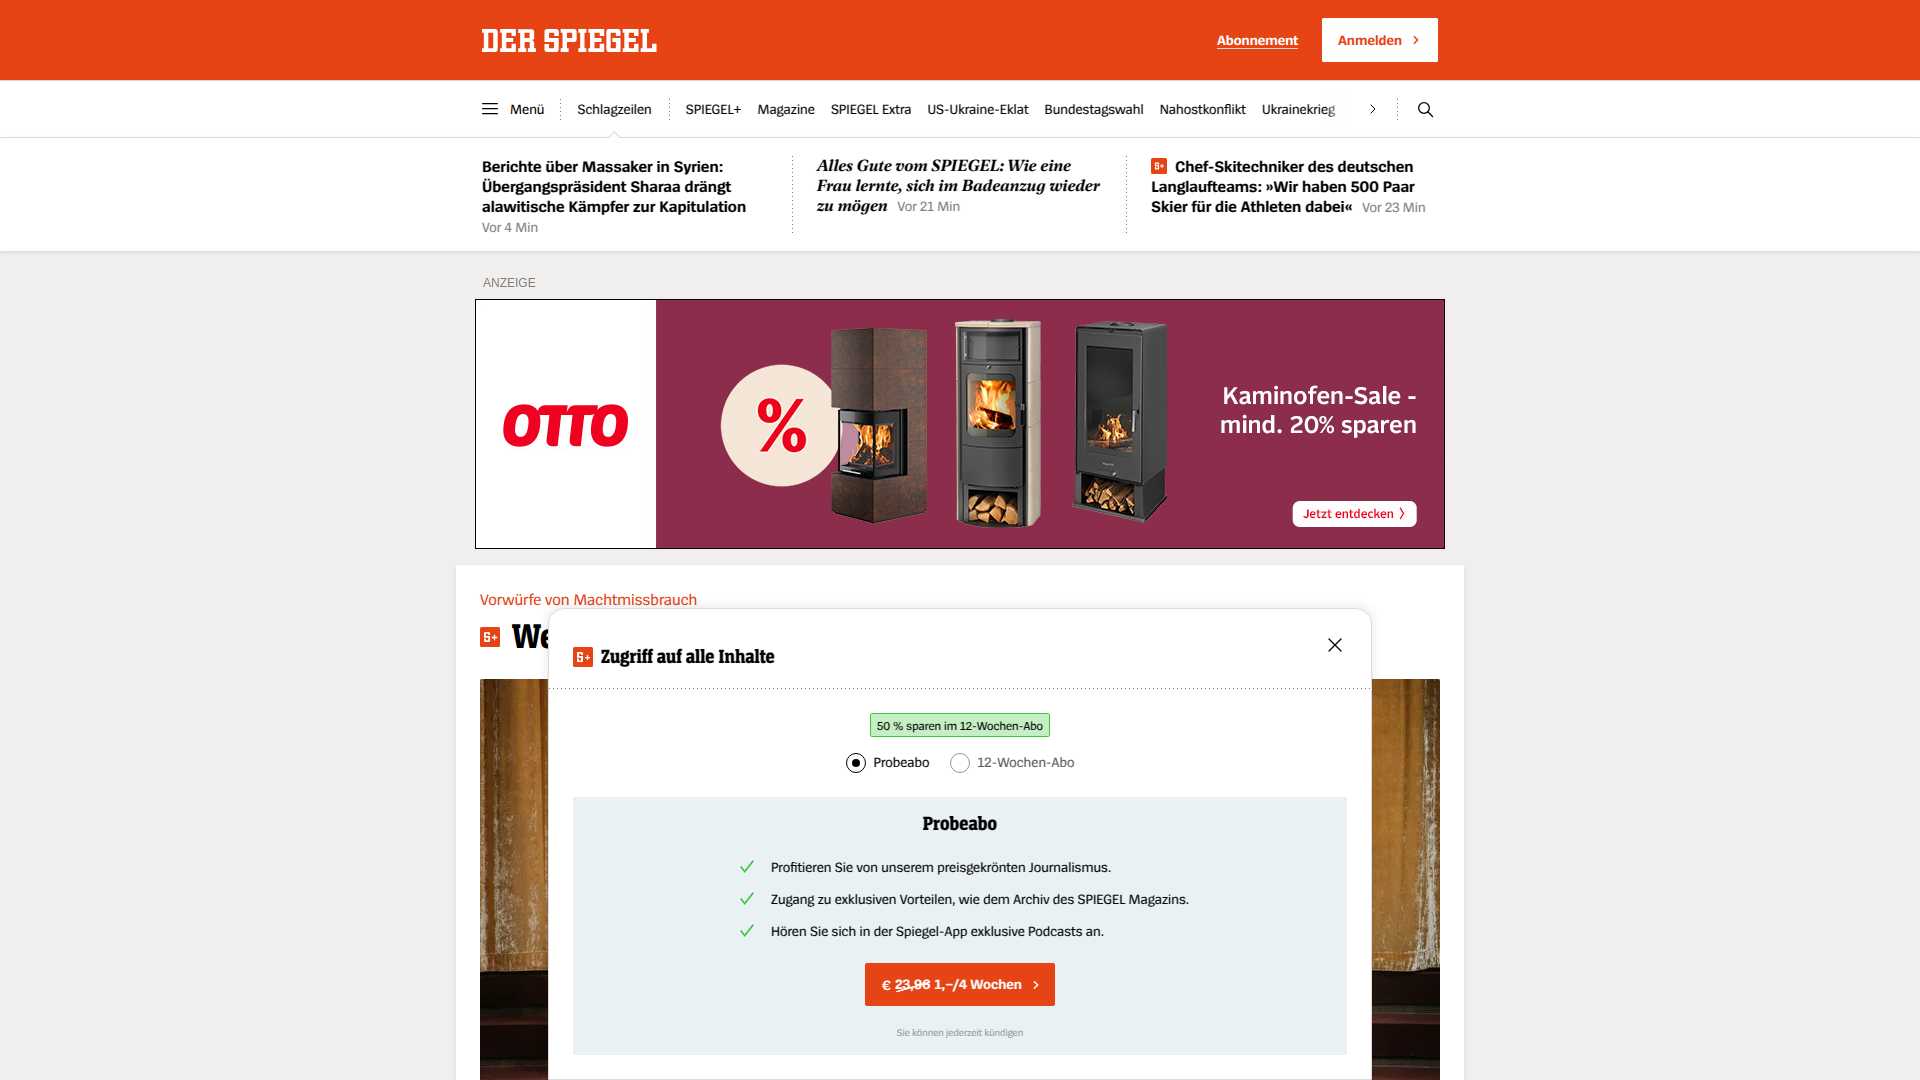 DER SPIEGEL
Abonnement
Anmelden
Menü
Schlagzeilen
SPIEGEL+
Magazine
SPIEGEL Extra
US-Ukraine-Eklat
Bundestagswahl
Nahostkonflikt
Ukrainekrieg
Berichte über Massaker in Syrien:
Übergangspräsident Sharaa drängt
alawitische Kämpfer zur Kapitulation
Vor 4 Min
Alles Gute vom SPIEGEL: Wie eine
Frau lernte, sich im Badeanzug wieder
zu mögen Vor 21 Min
S+ Chef-Skitechniker des deutschen
Langlaufteams: »Wir haben 500 Paar
Skier für die Athleten dabei« Vor 23 Min
ANZEIGE
OTTO
%
Kaminofen-Sale -
mind. 20% sparen
Jetzt entdecken
Vorwürfe von Machtmissbrauch
S+ We
S+ Zugriff auf alle Inhalte
50 % sparen im 12-Wochen-Abo
Probeabo
12-Wochen-Abo
Probeabo
Profitieren Sie von unserem preisgekrönten Journalismus.
Zugang zu exklusiven Vorteilen, wie dem Archiv des SPIEGEL Magazins.
Hören Sie sich in der Spiegel-App exklusive Podcasts an.
€ 23,96 1,–/4 Wochen
Sie können jederzeit kündigen